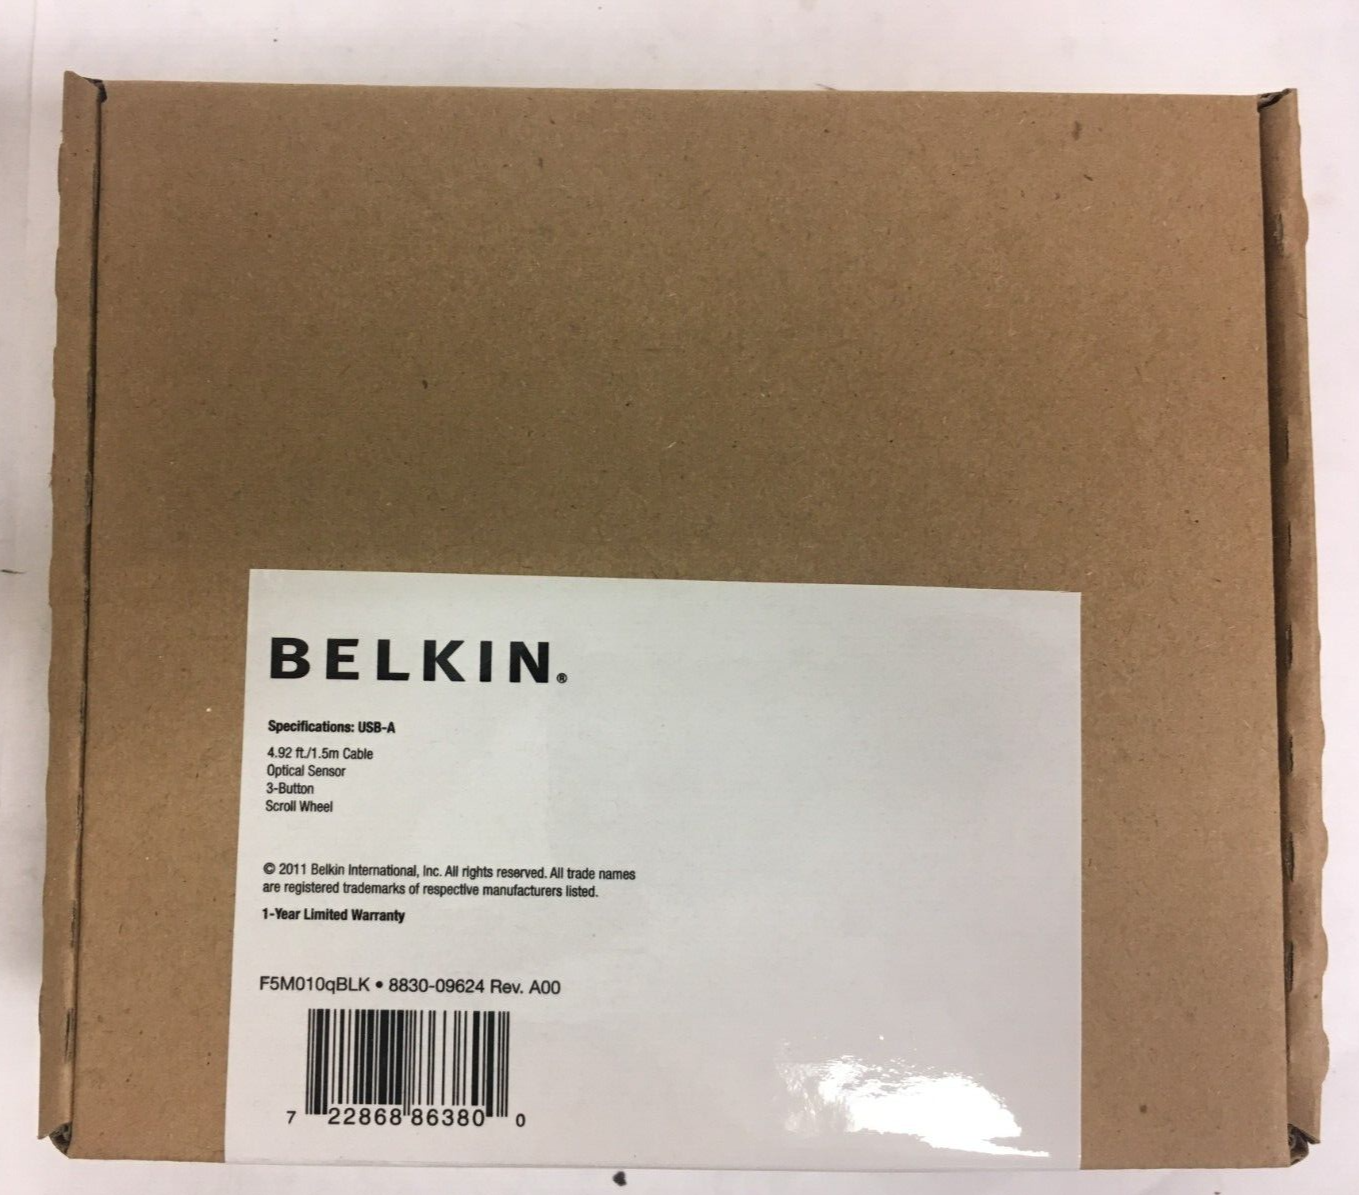 BELKIN®
Specifications: USB-A
4.92 ft./1.5m Cable
Optical Sensor
3-Button
Scroll Wheel
© 2011 Belkin International, Inc. All rights reserved. All trade names
are registered trademarks of respective manufacturers listed.
1-Year Limited Warranty
F5M010qBLK • 8830-09624 Rev. A00
7 22868 86380 0